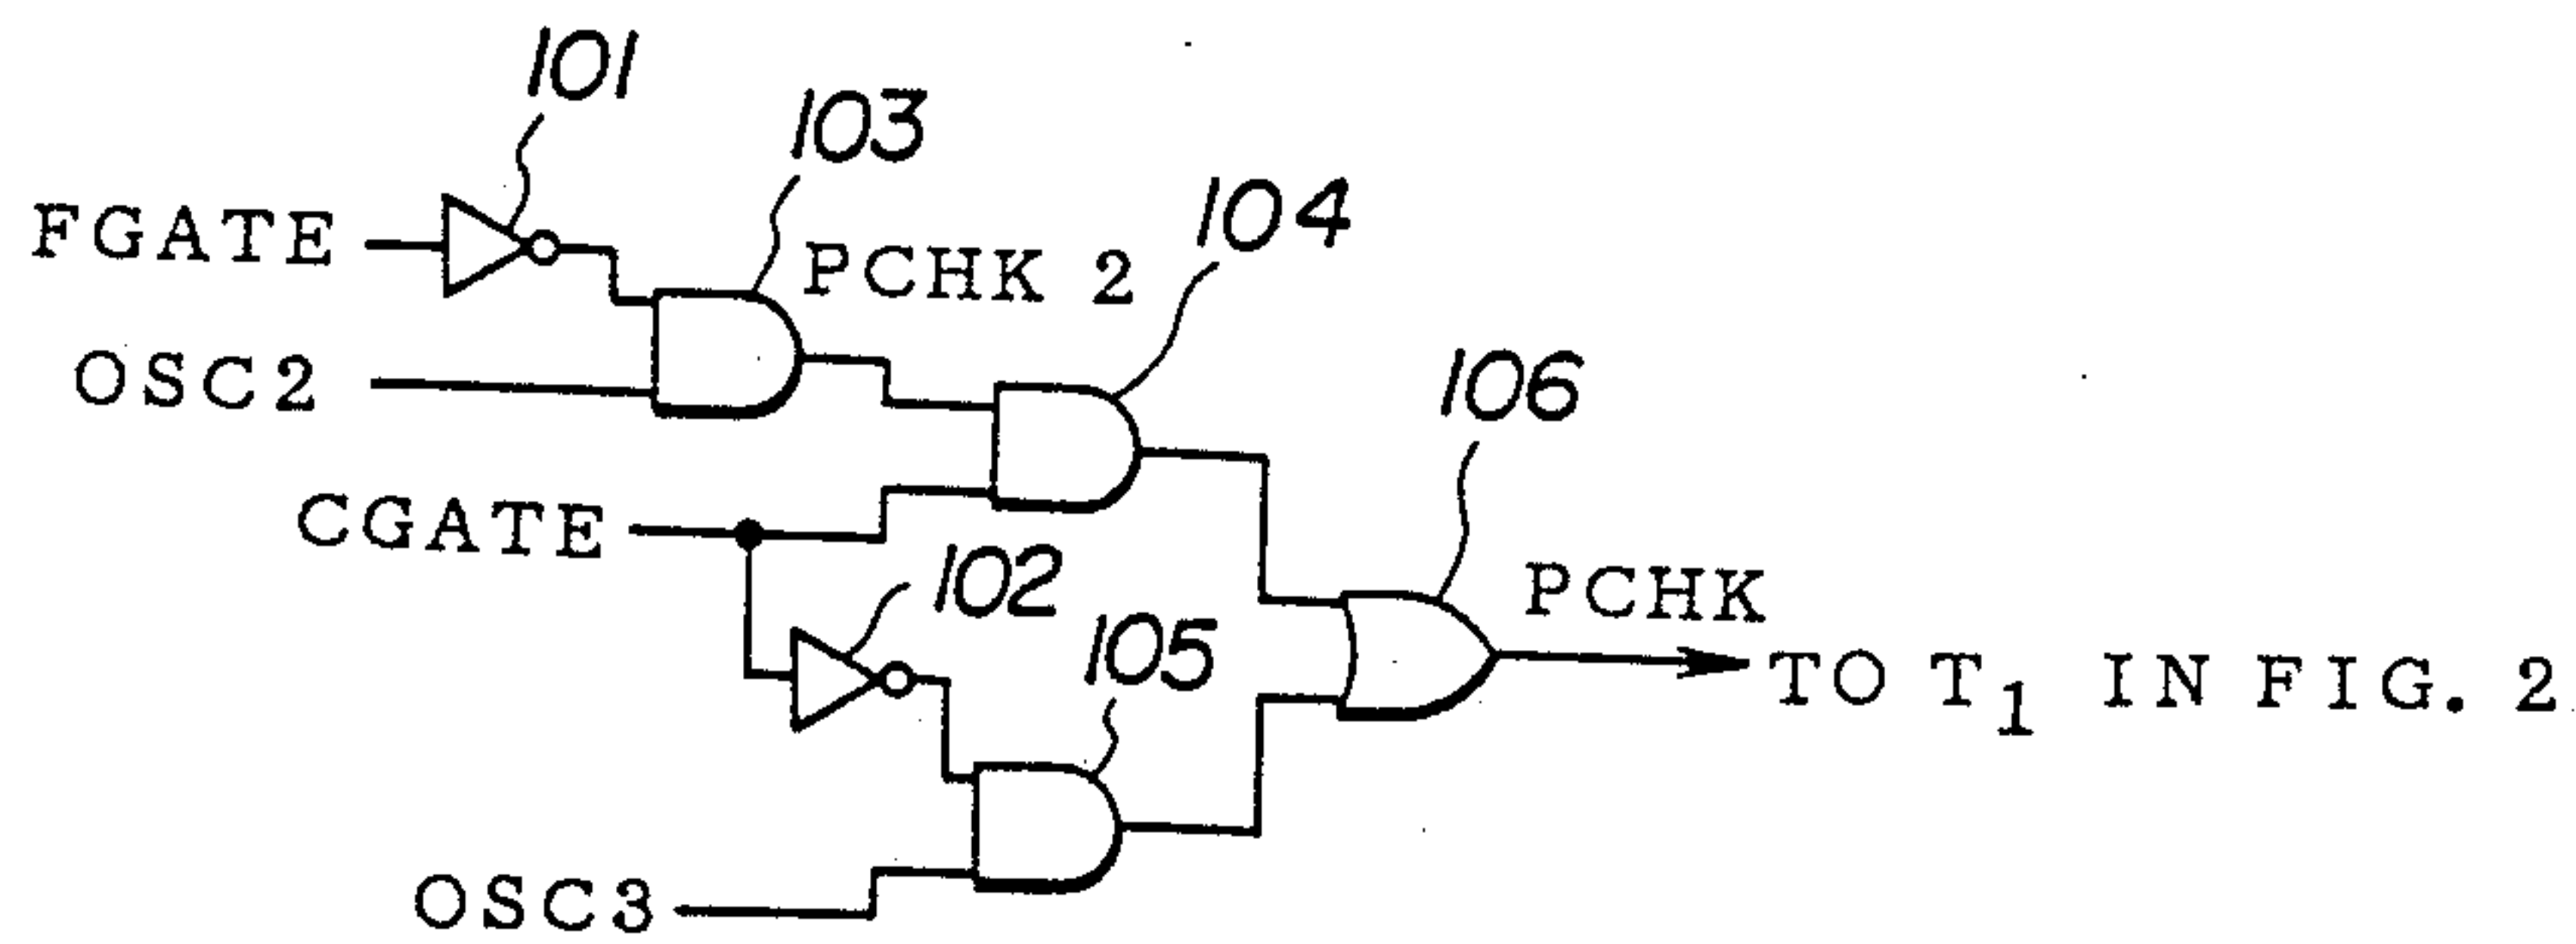 101
103
FGATE
PCHK 2
104
OSC2
106
CGATE
102
105
PCHK
TO T1 IN FIG. 2
OSC3